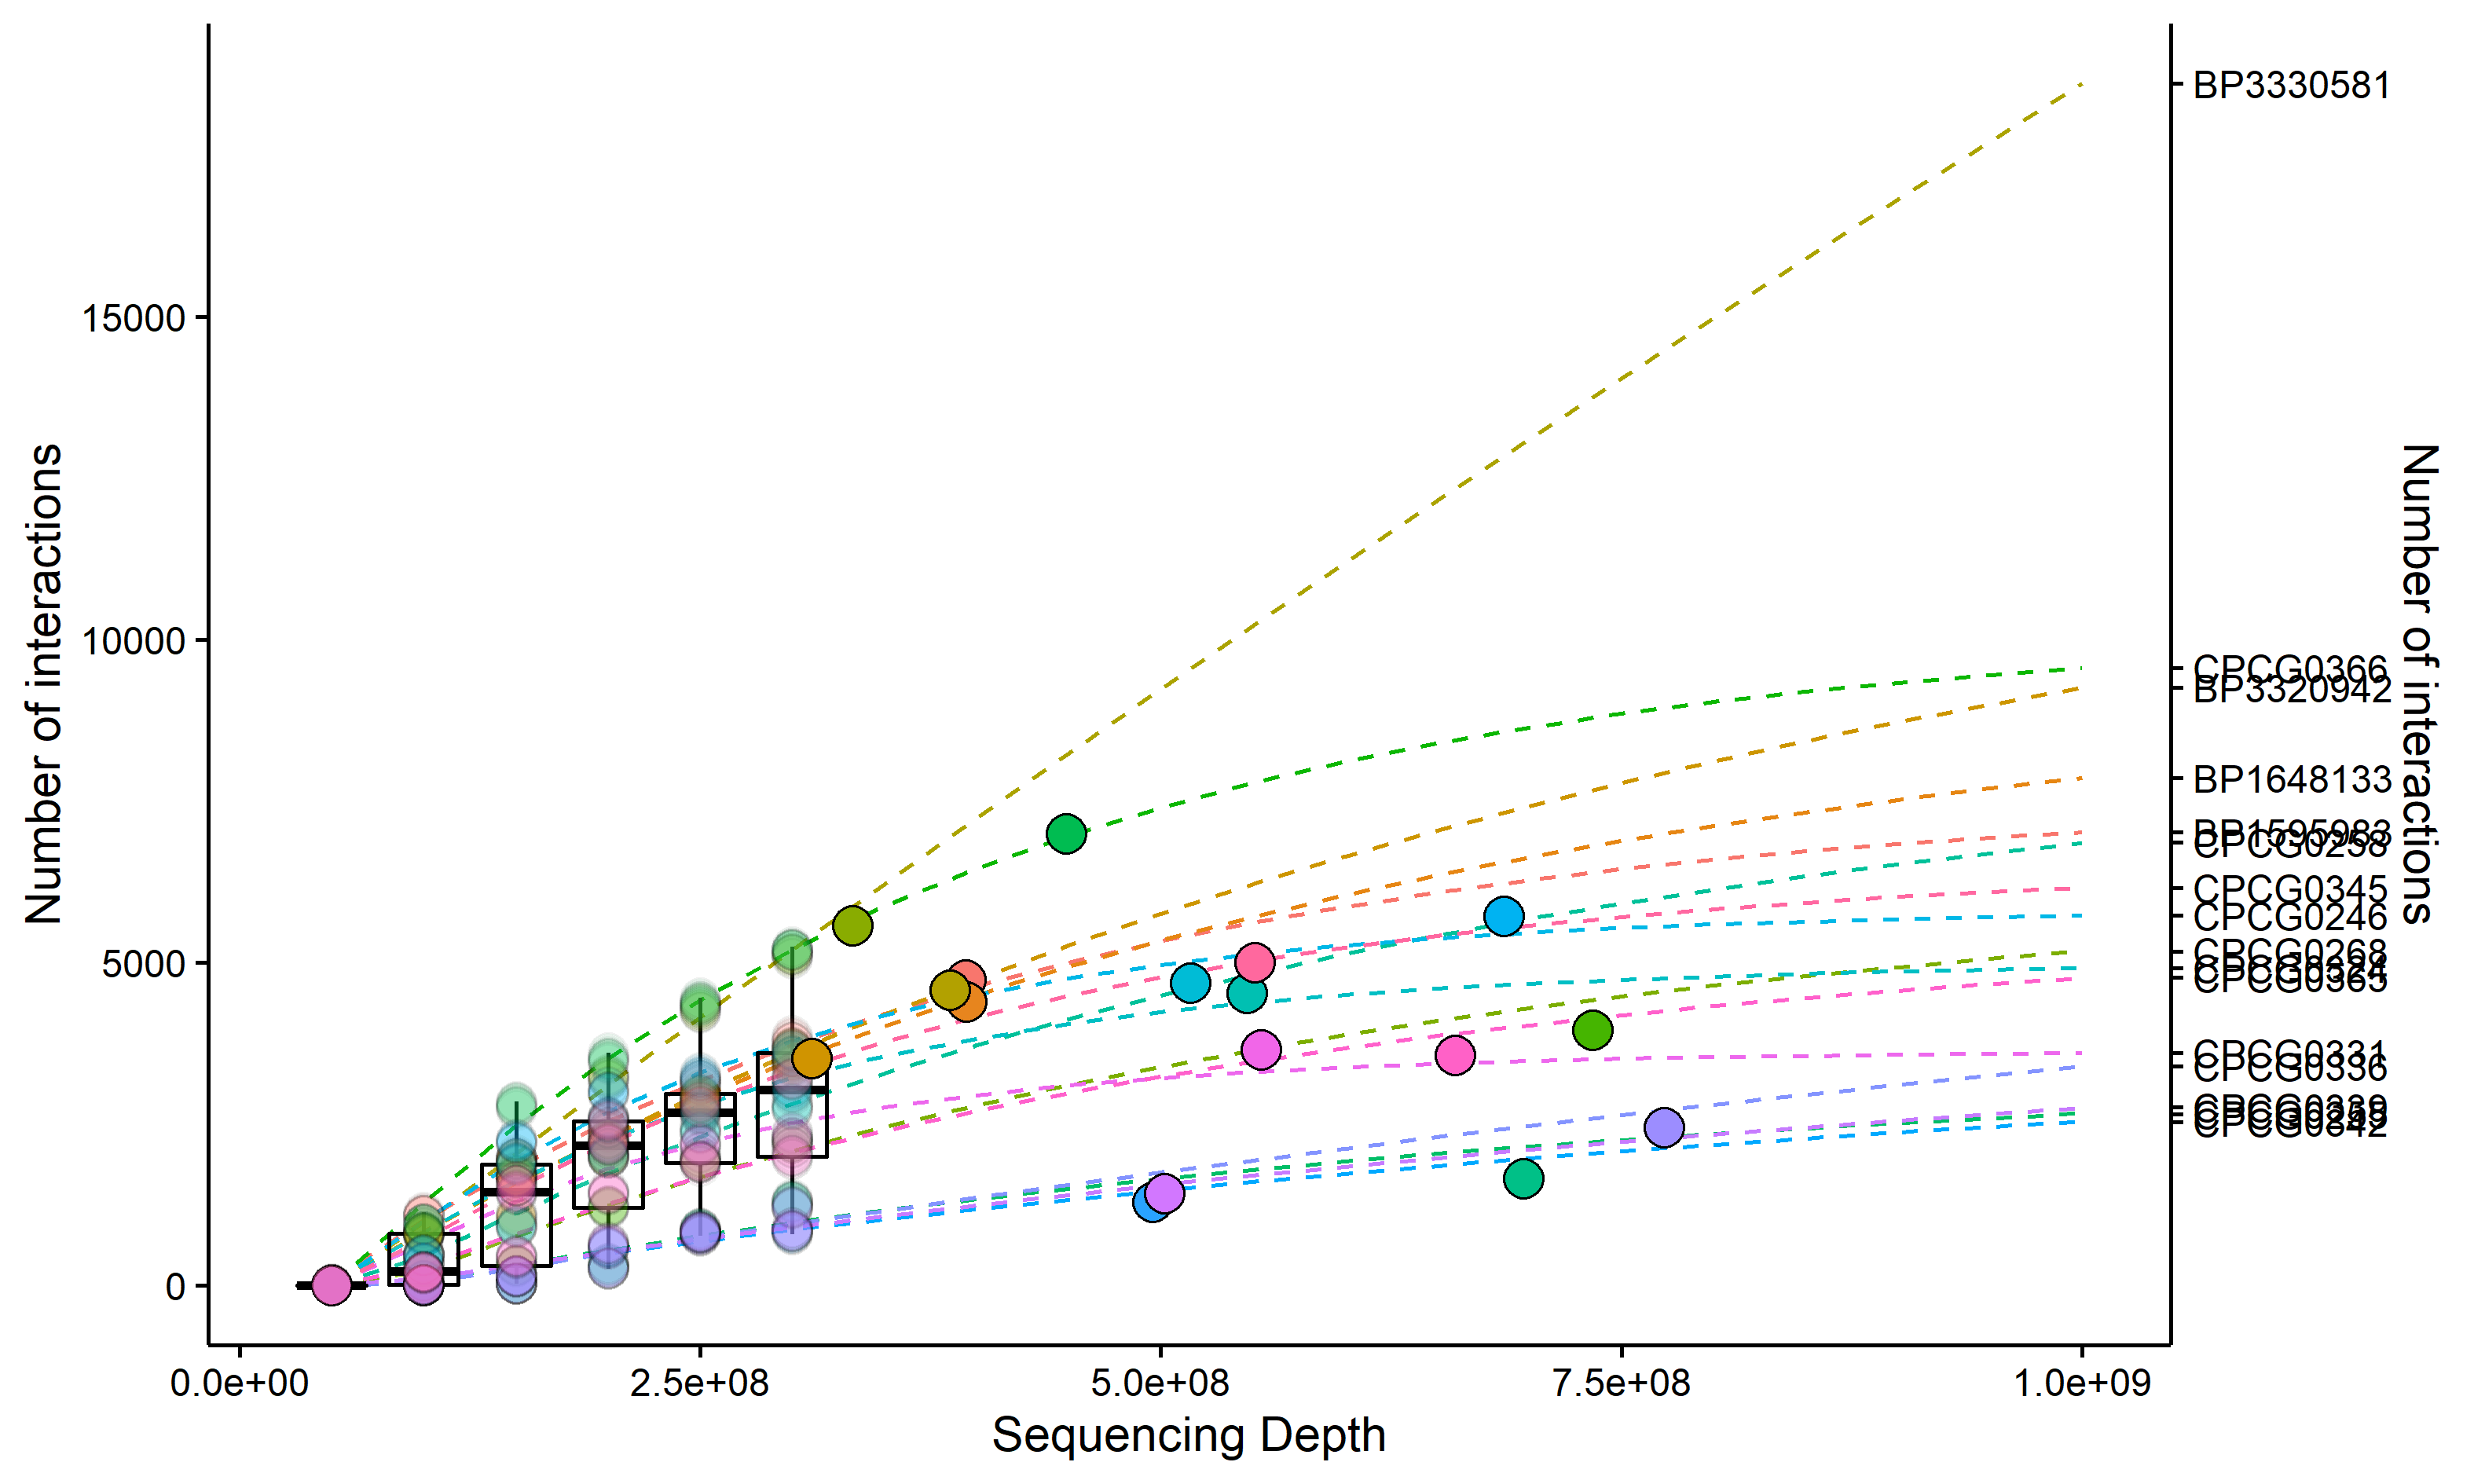 Number of interactions
15000
10000
5000
0
0.0e+00
2.5e+08
5.0e+08
7.5e+08
1.0e+09
Sequencing Depth
BP3330581
CPCG0366
BP3320942
BP1648133
BP1595983
CPCG0258
CPCG0345
CPCG0246
CPCG0268
CPCG0365
CPCG0331
CPCG0336
CPCG0342
Number of interactions